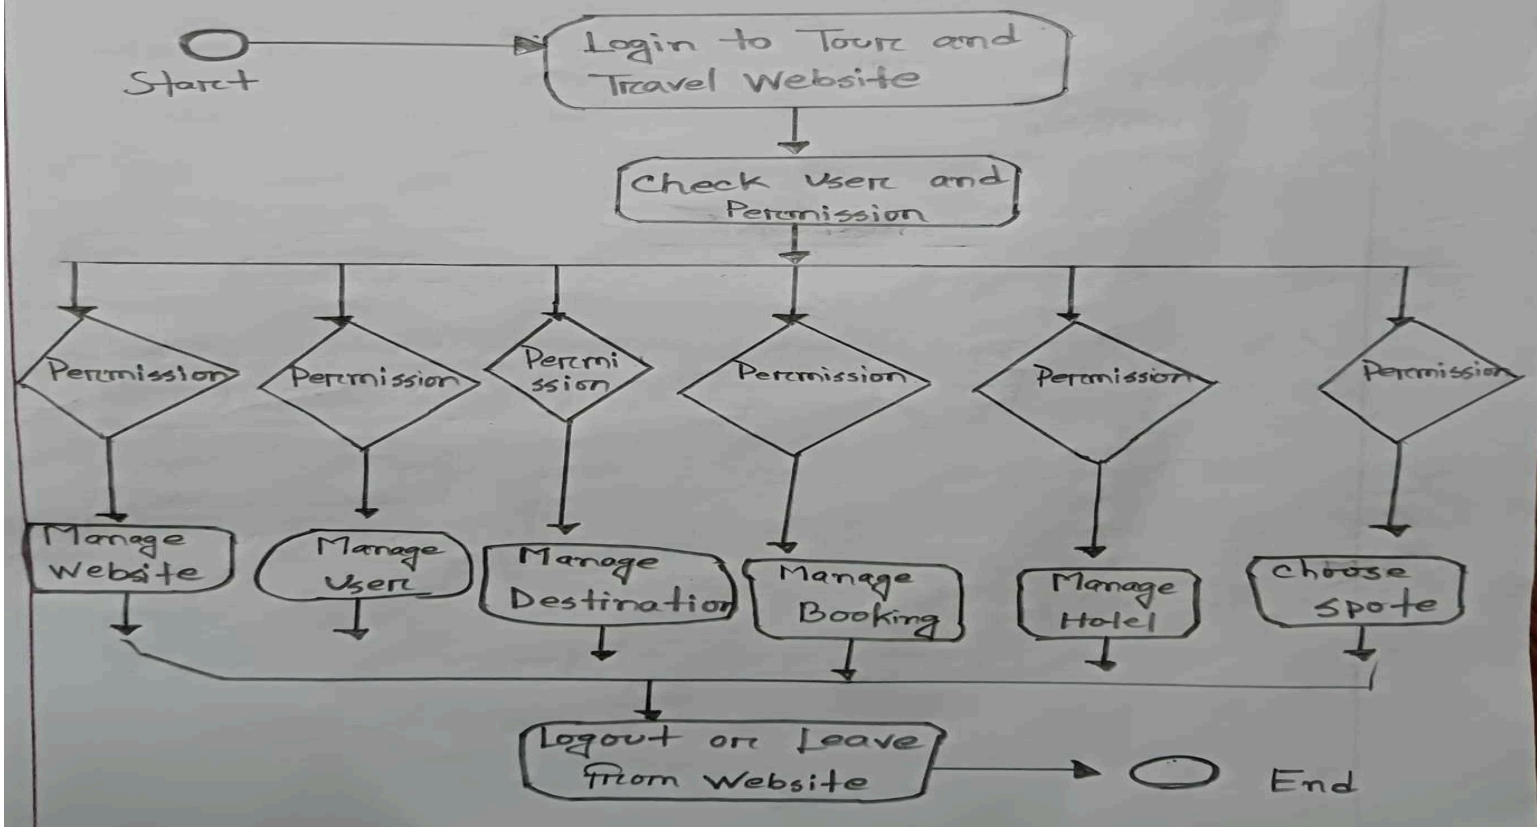 Login to Tour and
Start
Travel Website
Check User and
Permission
Permission
Permission
Permi
ssion
Permission
Permission
Permission
Manage
Website
Manage
User
Manage
Destination
Manage
Booking
Manage
Hotel
Choose
Spote
Logout or Leave
From Website
End